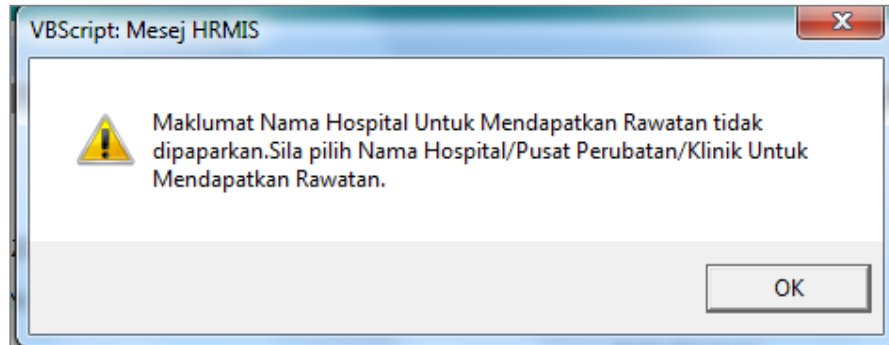 VBScript: Mesej HRMIS
Maklumat Nama Hospital Untuk Mendapatkan Rawatan tidak
dipaparkan.Sila pilih Nama Hospital/Pusat Perubatan/Klinik Untuk
Mendapatkan Rawatan.
OK